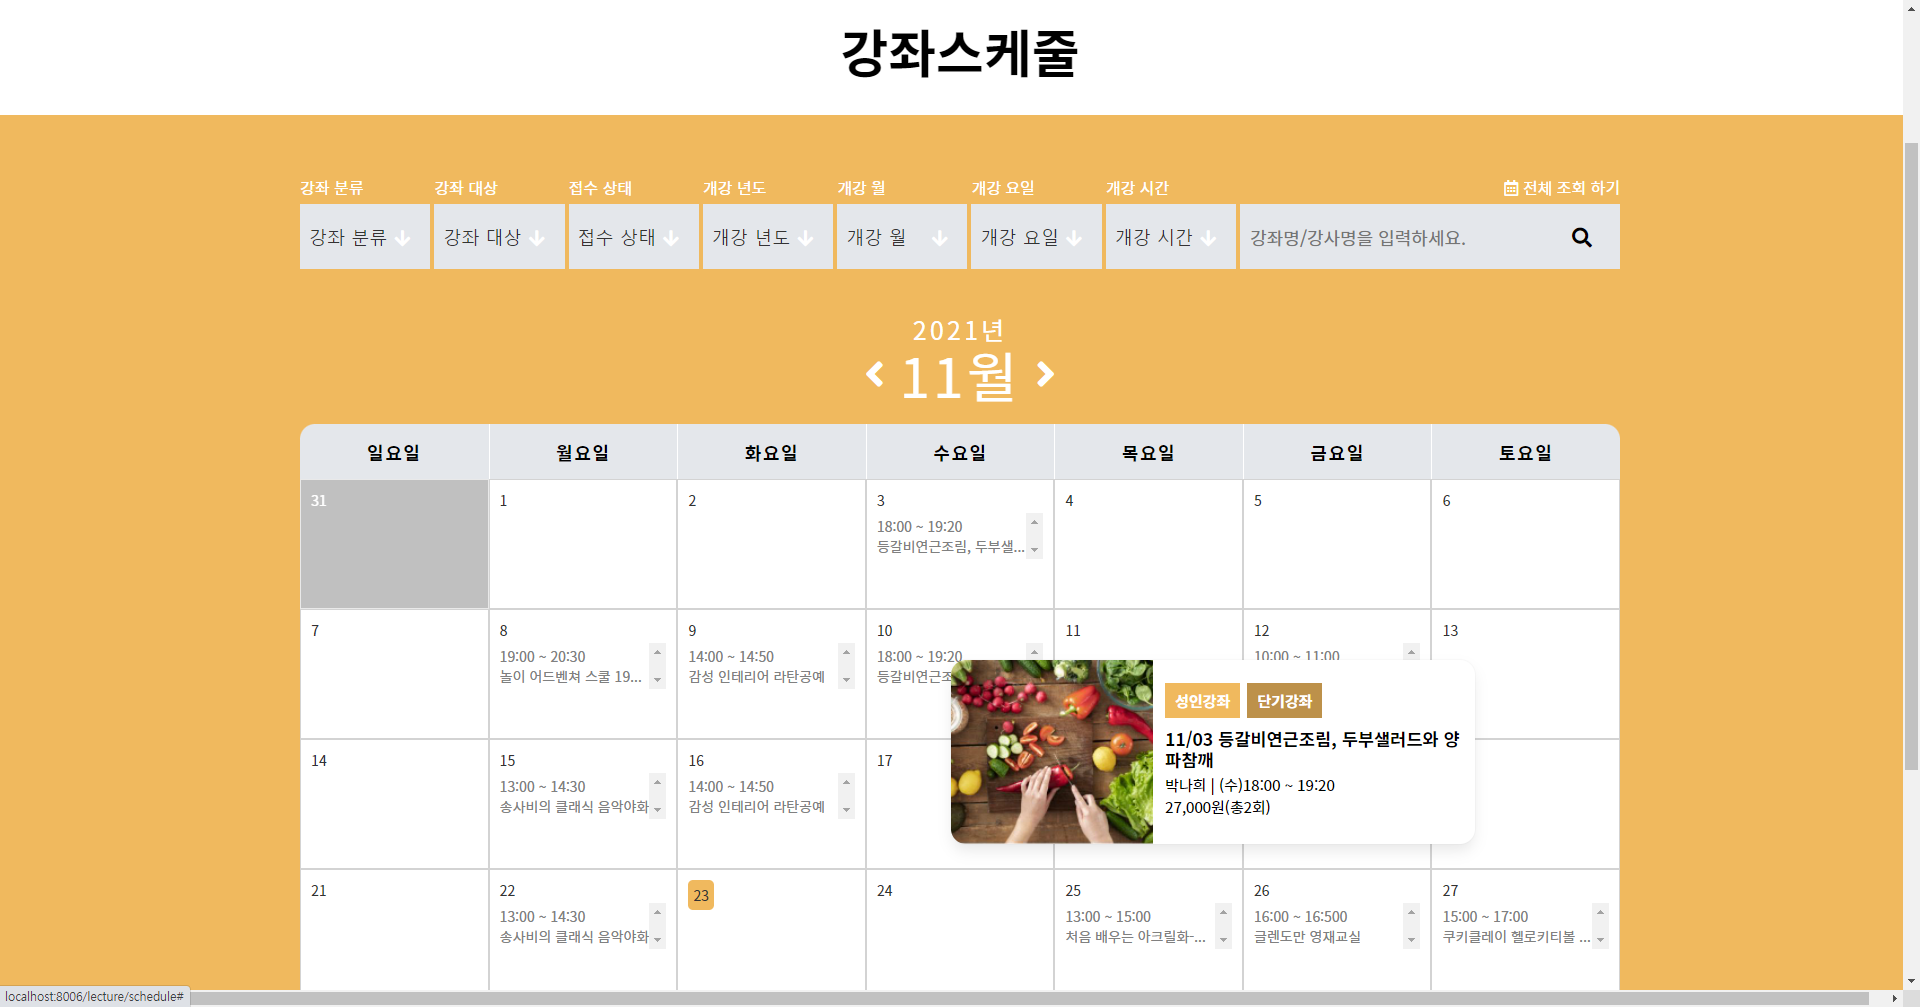 강좌스케줄
강좌 분류 강좌 대상 접수 상태 개강 년도 개강 월 개강 요일 개강 시간 전체 조회 하기
강좌 분류 강좌 대상 접수 상태 개강 년도 개강 월 개강 요일 개강 시간 강좌명/강사명을 입력하세요.
2021년
11월
일요일 월요일 화요일 수요일 목요일 금요일 토요일
31 1 2 3 4 5 6
18:00 ~ 19:20
등갈비연근조림, 두부샐...
7 8 9 10 11 12 13
19:00 ~ 20:30 14:00 ~ 14:50 18:00 ~ 19:20 10:00 ~ 11:00
놀이 어드벤쳐 스쿨 19... 감성 인테리어 라탄공예 등갈비연근조
성인강좌 단기강좌
11/03 등갈비연근조림, 두부샐러드와 양
파참깨
박나희 | (수)18:00 ~ 19:20
27,000원(총2회)
14 15 16 17
13:00 ~ 14:30 14:00 ~ 14:50
송사비의 클래식 음악야화 감성 인테리어 라탄공예
21 22 23 24 25 26 27
13:00 ~ 14:30 13:00 ~ 15:00 16:00 ~ 16:500 15:00 ~ 17:00
송사비의 클래식 음악야화 처음 배우는 아크릴화-... 글렌도만 영재교실 쿠키클레이 헬로키티볼 ...
localhost:8006/lecture/schedule#